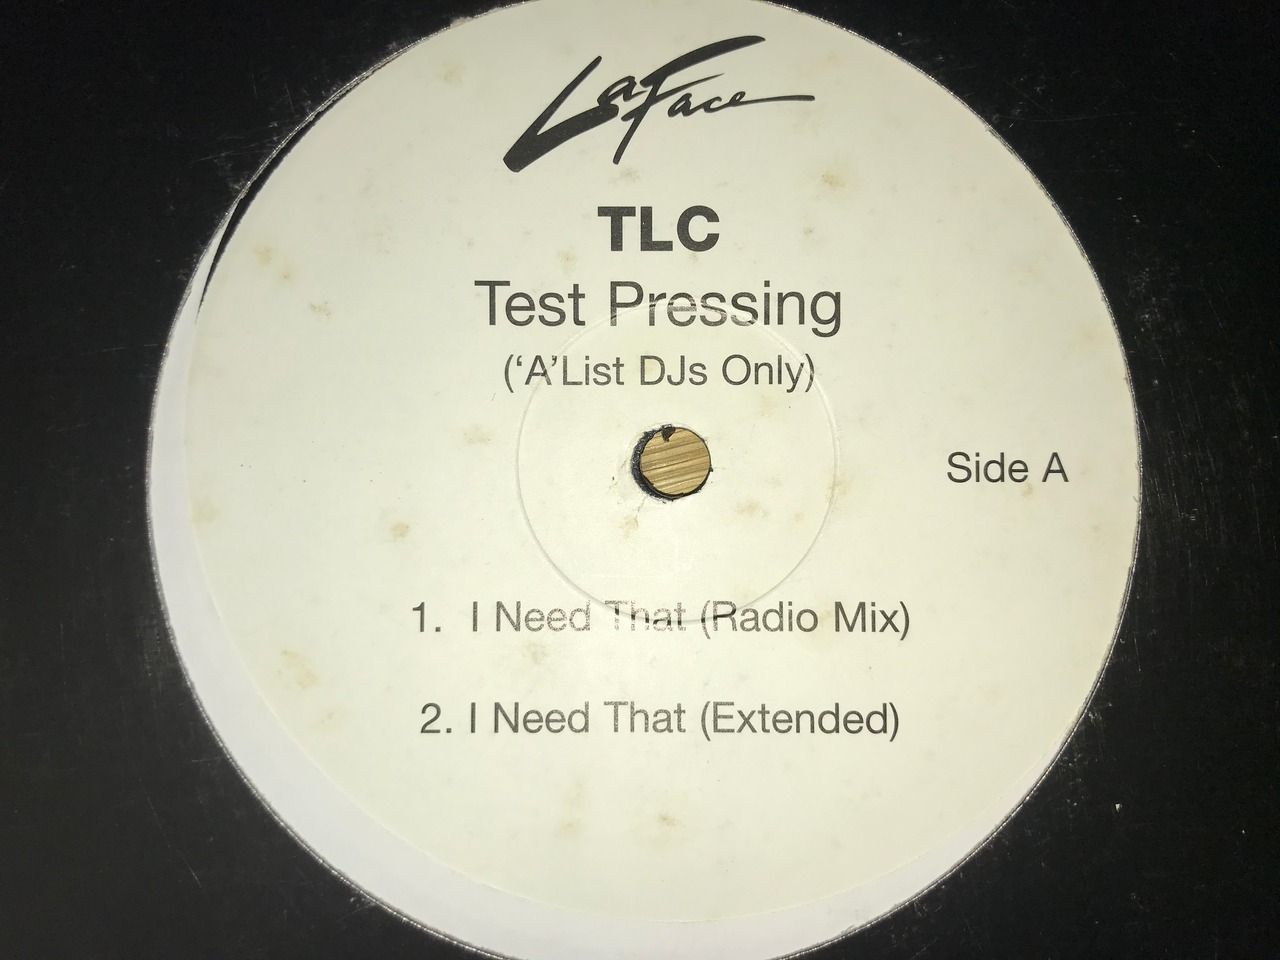 LaFace
TLC
Test Pressing
(‘A’List DJs Only)
Side A
1. I Need That (Radio Mix)
2. I Need That (Extended)